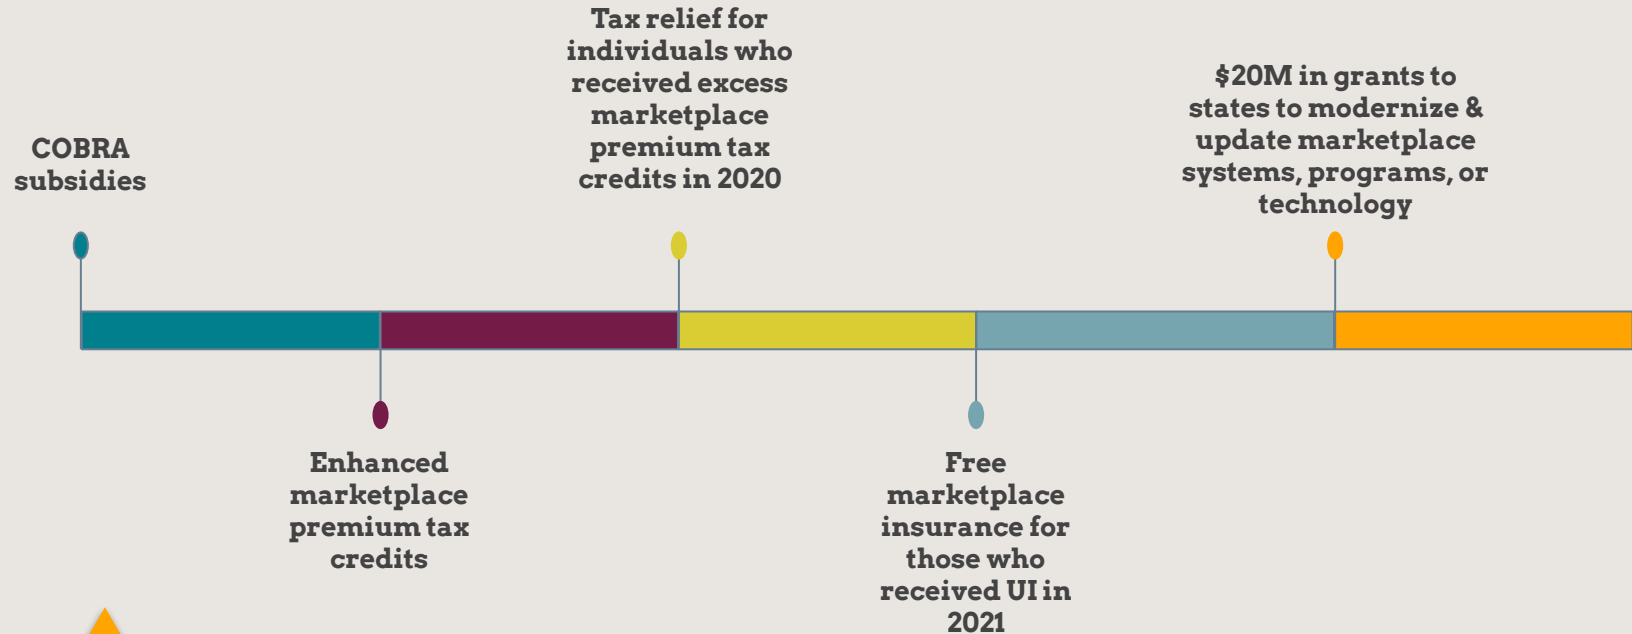 COBRA
subsidies
Enhanced
marketplace
premium tax
credits
Tax relief for
individuals who
received excess
marketplace
premium tax
credits in 2020
Free
marketplace
insurance for
those who
received UI in
2021
$20M in grants to
states to modernize &
update marketplace
systems, programs, or
technology